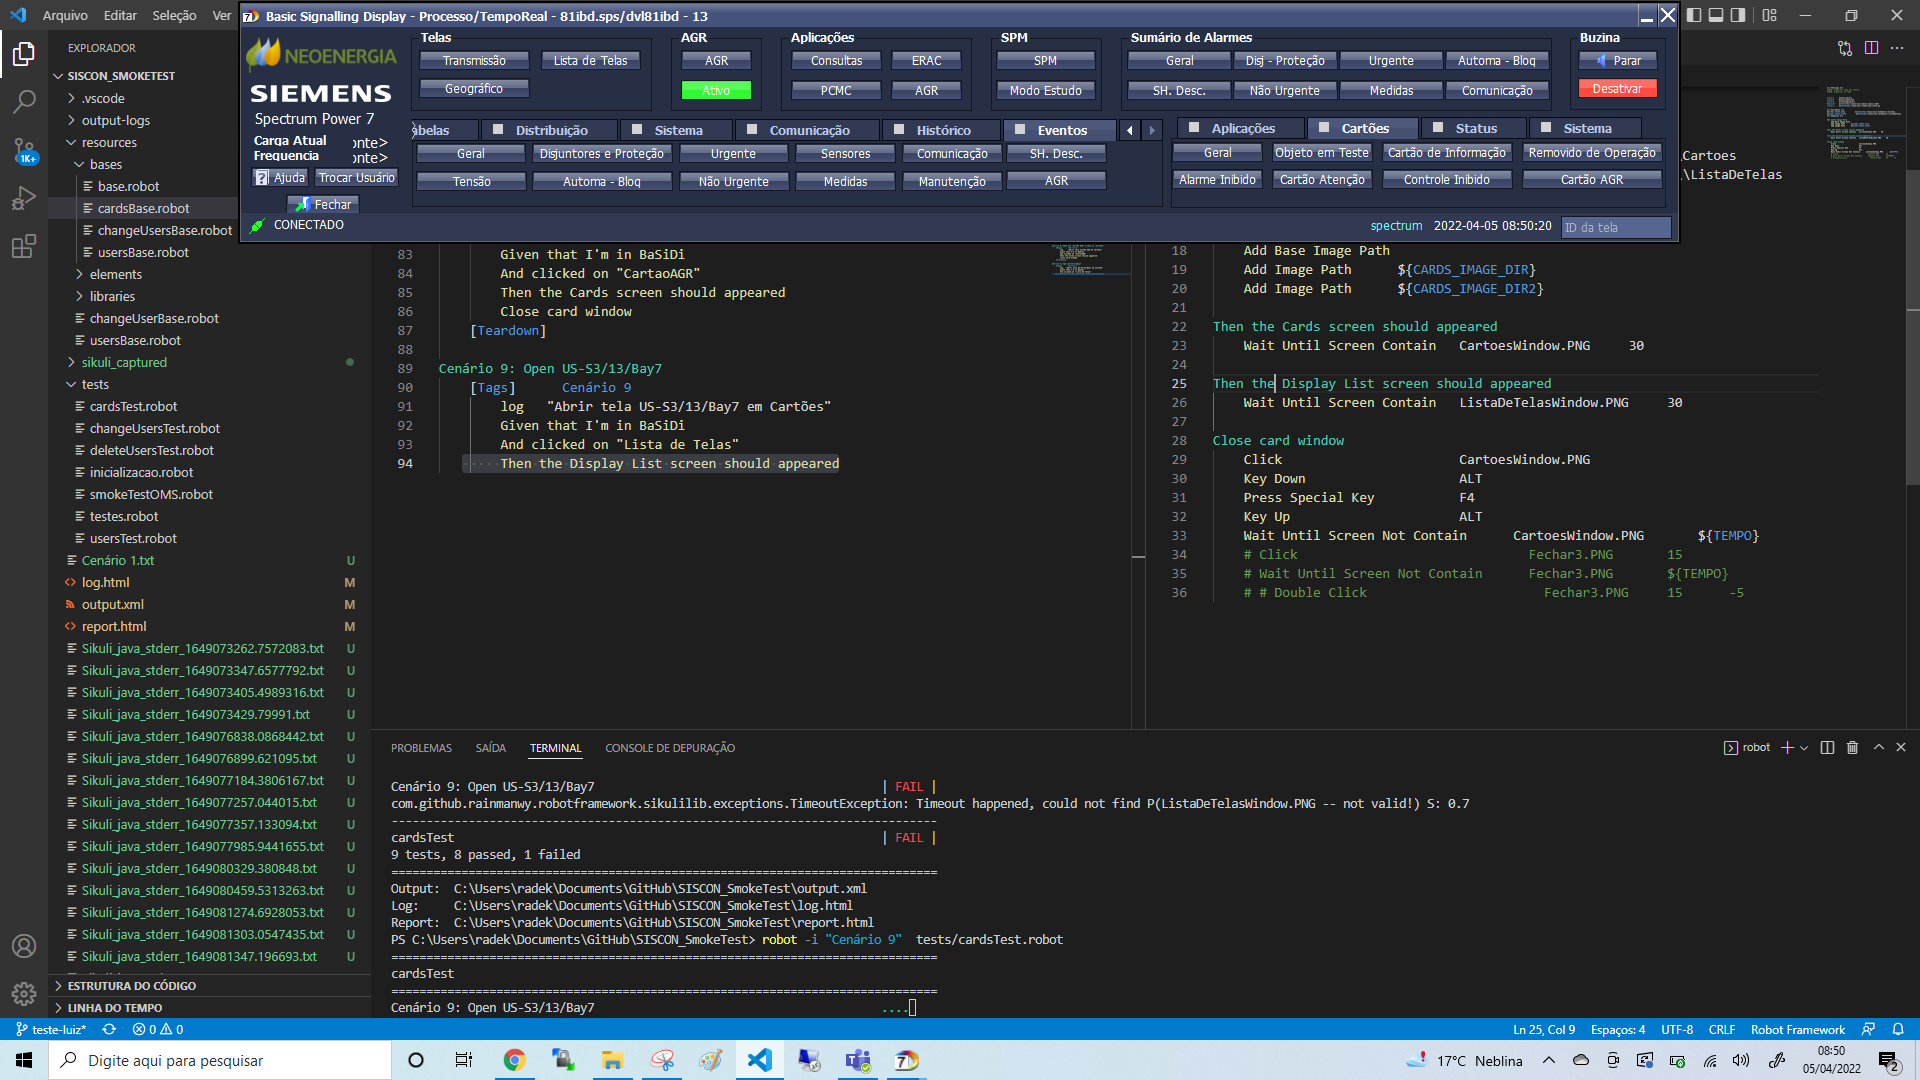 Arquivo Editar Seleção Ver
Basic Signalling Display - Processo/TempoReal - 81ibd.sps/dvl81ibd - 13
NEOENERGIA
SIEMENS
Spectrum Power 7
Carga Atual onte>
Frequencia onte>
Ajuda Trocar Usuário
Fechar
CONECTADO
Telas
Transmissão Lista de Telas
Geográfico
AGR
AGR
Ativo
Aplicações
Consultas ERAC
PCMC AGR
SPM
SPM
Modo Estudo
Sumário de Alarmes
Geral Disj - Proteção Urgente Automa - Bloq
SH. Desc. Não Urgente Medidas Comunicação
Buzina
Parar
Desativar
abelas Distribuição Sistema Comunicação Histórico Eventos
Geral Disjuntores e Proteção Urgente Sensores Comunicação SH. Desc.
Tensão Automa - Bloq Não Urgente Medidas Manutenção AGR
Aplicações Cartões Status Sistema
Geral Objeto em Teste Cartão de Informação Removido de Operação
Alarme Inibido Cartão Atenção Controle Inibido Cartão AGR
spectrum 2022-04-05 08:50:20 ID da tela
EXPLORADOR
SISCON_SMOKETEST
.vscode
output-logs
resources
bases
base.robot
cardsBase.robot
changeUsersBase.robot
usersBase.robot
elements
libraries
changeUserBase.robot
usersBase.robot
sikuli_captured
tests
cardsTest.robot
changeUsersTest.robot
deleteUsersTest.robot
inicializacao.robot
smokeTestOMS.robot
testes.robot
usersTest.robot
Cenário 1.txt U
log.html M
output.xml M
report.html M
Sikuli_java_stderr_1649073262.7572083.txt U
Sikuli_java_stderr_1649073347.6577792.txt U
Sikuli_java_stderr_1649073405.4989316.txt U
Sikuli_java_stderr_1649073429.79991.txt U
Sikuli_java_stderr_1649076838.0868442.txt U
Sikuli_java_stderr_1649076899.621095.txt U
Sikuli_java_stderr_1649077184.3806167.txt U
Sikuli_java_stderr_1649077257.044015.txt U
Sikuli_java_stderr_1649077357.133094.txt U
Sikuli_java_stderr_1649077985.9441655.txt U
Sikuli_java_stderr_1649080329.380848.txt U
Sikuli_java_stderr_1649080459.5313263.txt U
Sikuli_java_stderr_1649081274.6928053.txt U
Sikuli_java_stderr_1649081303.0547435.txt U
Sikuli_java_stderr_1649081347.196693.txt U
ESTRUTURA DO CÓDIGO
LINHA DO TEMPO
1K+
83 Given that I'm in BaSiDi
84 And clicked on "CartaoAGR"
85 Then the Cards screen should appeared
86 Close card window
87 [Teardown]
88
89 Cenário 9: Open US-S3/13/Bay7
90 [Tags] Cenário 9
91 log "Abrir tela US-S3/13/Bay7 em Cartões"
92 Given that I'm in BaSiDi
93 And clicked on "Lista de Telas"
94 Then the Display List screen should appeared
\Cartoes
\ListaDeTelas
18 Add Base Image Path
19 Add Image Path ${CARDS_IMAGE_DIR}
20 Add Image Path ${CARDS_IMAGE_DIR2}
21
22 Then the Cards screen should appeared
23 Wait Until Screen Contain CartoesWindow.PNG 30
24
25 Then the Display List screen should appeared
26 Wait Until Screen Contain ListaDeTelasWindow.PNG 30
27
28 Close card window
29 Click CartoesWindow.PNG
30 Key Down ALT
31 Press Special Key F4
32 Key Up ALT
33 Wait Until Screen Not Contain CartoesWindow.PNG ${TEMPO}
34 # Click Fechar3.PNG 15
35 # Wait Until Screen Not Contain Fechar3.PNG ${TEMPO}
36 # # Double Click Fechar3.PNG 15 -5
PROBLEMAS SAÍDA TERMINAL CONSOLE DE DEPURAÇÃO
robot
Cenário 9: Open US-S3/13/Bay7 | FAIL |
com.github.rainmanwy.robotframework.sikulilib.exceptions.TimeoutException: Timeout happened, could not find P(ListaDeTelasWindow.PNG -- not valid!) S: 0.7
------------------------------------------------------------------------------
cardsTest | FAIL |
9 tests, 8 passed, 1 failed
==============================================================================
Output: C:\Users\radek\Documents\GitHub\SISCON_SmokeTest\output.xml
Log: C:\Users\radek\Documents\GitHub\SISCON_SmokeTest\log.html
Report: C:\Users\radek\Documents\GitHub\SISCON_SmokeTest\report.html
PS C:\Users\radek\Documents\GitHub\SISCON_SmokeTest> robot -i "Cenário 9" tests/cardsTest.robot
==============================================================================
cardsTest
==============================================================================
Cenário 9: Open US-S3/13/Bay7 ....
teste-luiz* 0 0
Ln 25, Col 9 Espaços: 4 UTF-8 CRLF Robot Framework
Digite aqui para pesquisar
17°C Neblina
08:50
05/04/2022
2